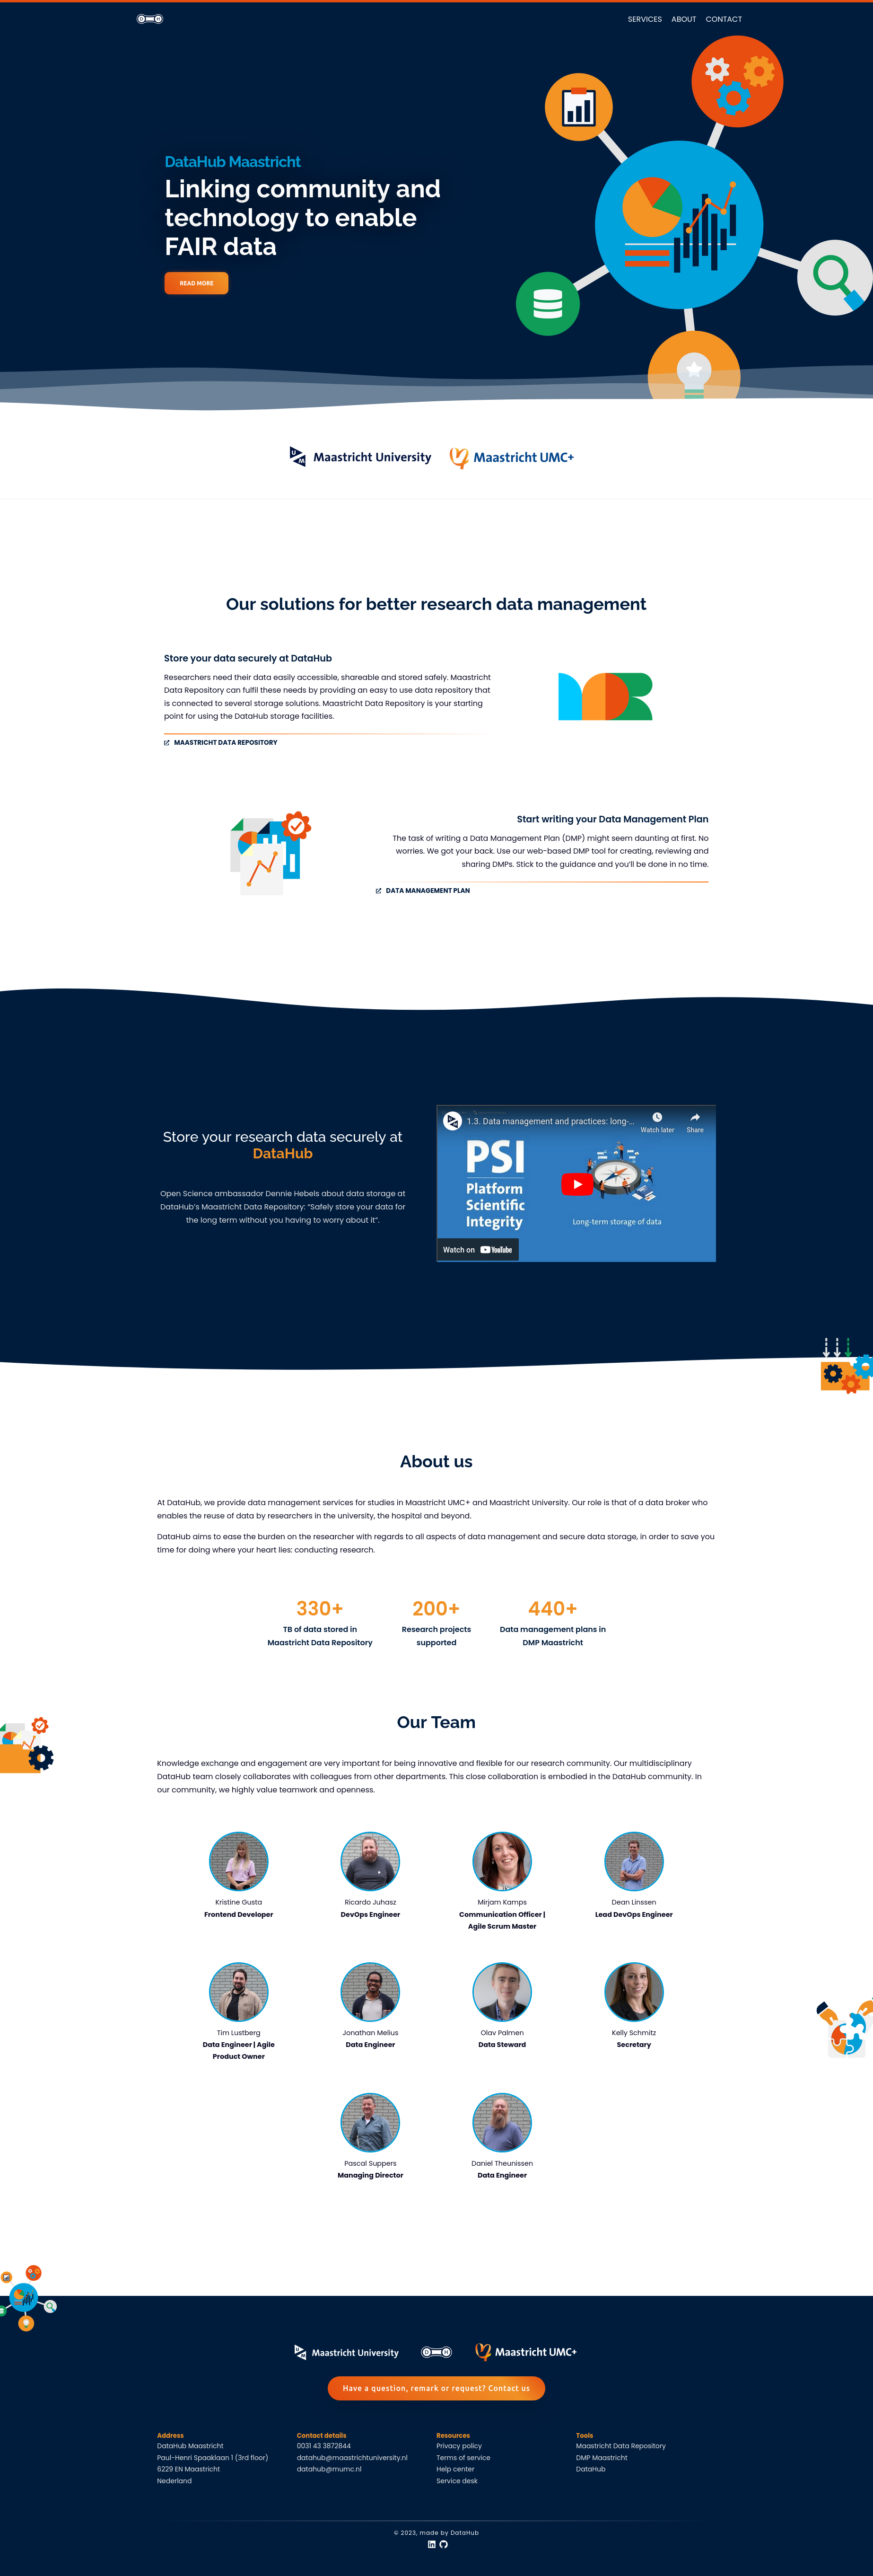 D H
SERVICES ABOUT CONTACT
DataHub Maastricht
Linking community and
technology to enable
FAIR data
READ MORE
Maastricht University
Maastricht UMC+
Our solutions for better research data management
Store your data securely at DataHub
Researchers need their data easily accessible, shareable and stored safely. Maastricht
Data Repository can fulfil these needs by providing an easy to use data repository that
is connected to several storage solutions. Maastricht Data Repository is your starting
point for using the DataHub storage facilities.
MAASTRICHT DATA REPOSITORY
Start writing your Data Management Plan
The task of writing a Data Management Plan (DMP) might seem daunting at first. No
worries. We got your back. Use our web-based DMP tool for creating, reviewing and
sharing DMPs. Stick to the guidance and you'll be done in no time.
DATA MANAGEMENT PLAN
Store your research data securely at
DataHub
Open Science ambassador Dennie Hebels about data storage at
DataHub's Maastricht Data Repository: “Safely store your data for
the long term without you having to worry about it”.
1.3. Data management and practices: long-...
Watch later
Share
PSI
Platform
Scientific
Integrity
Long-term storage of data
Watch on YouTube
About us
At DataHub, we provide data management services for studies in Maastricht UMC+ and Maastricht University. Our role is that of a data broker who
enables the reuse of data by researchers in the university, the hospital and beyond.
DataHub aims to ease the burden on the researcher with regards to all aspects of data management and secure data storage, in order to save you
time for doing where your heart lies: conducting research.
330+
TB of data stored in
Maastricht Data Repository
200+
Research projects
supported
440+
Data management plans in
DMP Maastricht
Our Team
Knowledge exchange and engagement are very important for being innovative and flexible for our research community. Our multidisciplinary
DataHub team closely collaborates with colleagues from other departments. This close collaboration is embodied in the DataHub community. In
our community, we highly value teamwork and openness.
Kristine Gusta
Frontend Developer
Ricardo Juhasz
DevOps Engineer
Mirjam Kamps
Communication Officer |
Agile Scrum Master
Dean Linssen
Lead DevOps Engineer
Tim Lustberg
Data Engineer | Agile
Product Owner
Jonathan Melius
Data Engineer
Olav Palmen
Data Steward
Kelly Schmitz
Secretary
Pascal Suppers
Managing Director
Daniel Theunissen
Data Engineer
Maastricht University
D H
Maastricht UMC+
Have a question, remark or request? Contact us
Address
DataHub Maastricht
Paul-Henri Spaaklaan 1 (3rd floor)
6229 EN Maastricht
Nederland
Contact details
0031 43 3872844
datahub@maastrichtuniversity.nl
datahub@mumc.nl
Resources
Privacy policy
Terms of service
Help center
Service desk
Tools
Maastricht Data Repository
DMP Maastricht
DataHub
© 2023, made by DataHub